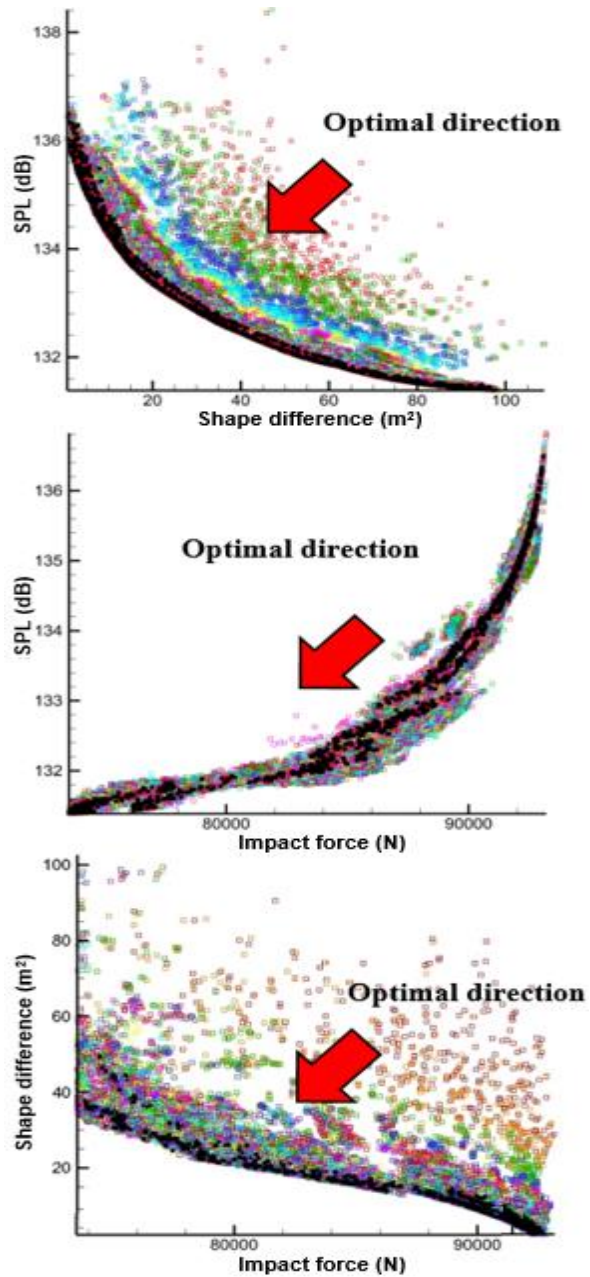 138
136
134
132
SPL (dB)
Optimal direction
20
40
60
80
100
Shape difference (m²)
136
135
134
133
132
SPL (dB)
Optimal direction
80000
90000
Impact force (N)
100
80
60
40
20
Shape difference (m²)
Optimal direction
80000
90000
Impact force (N)